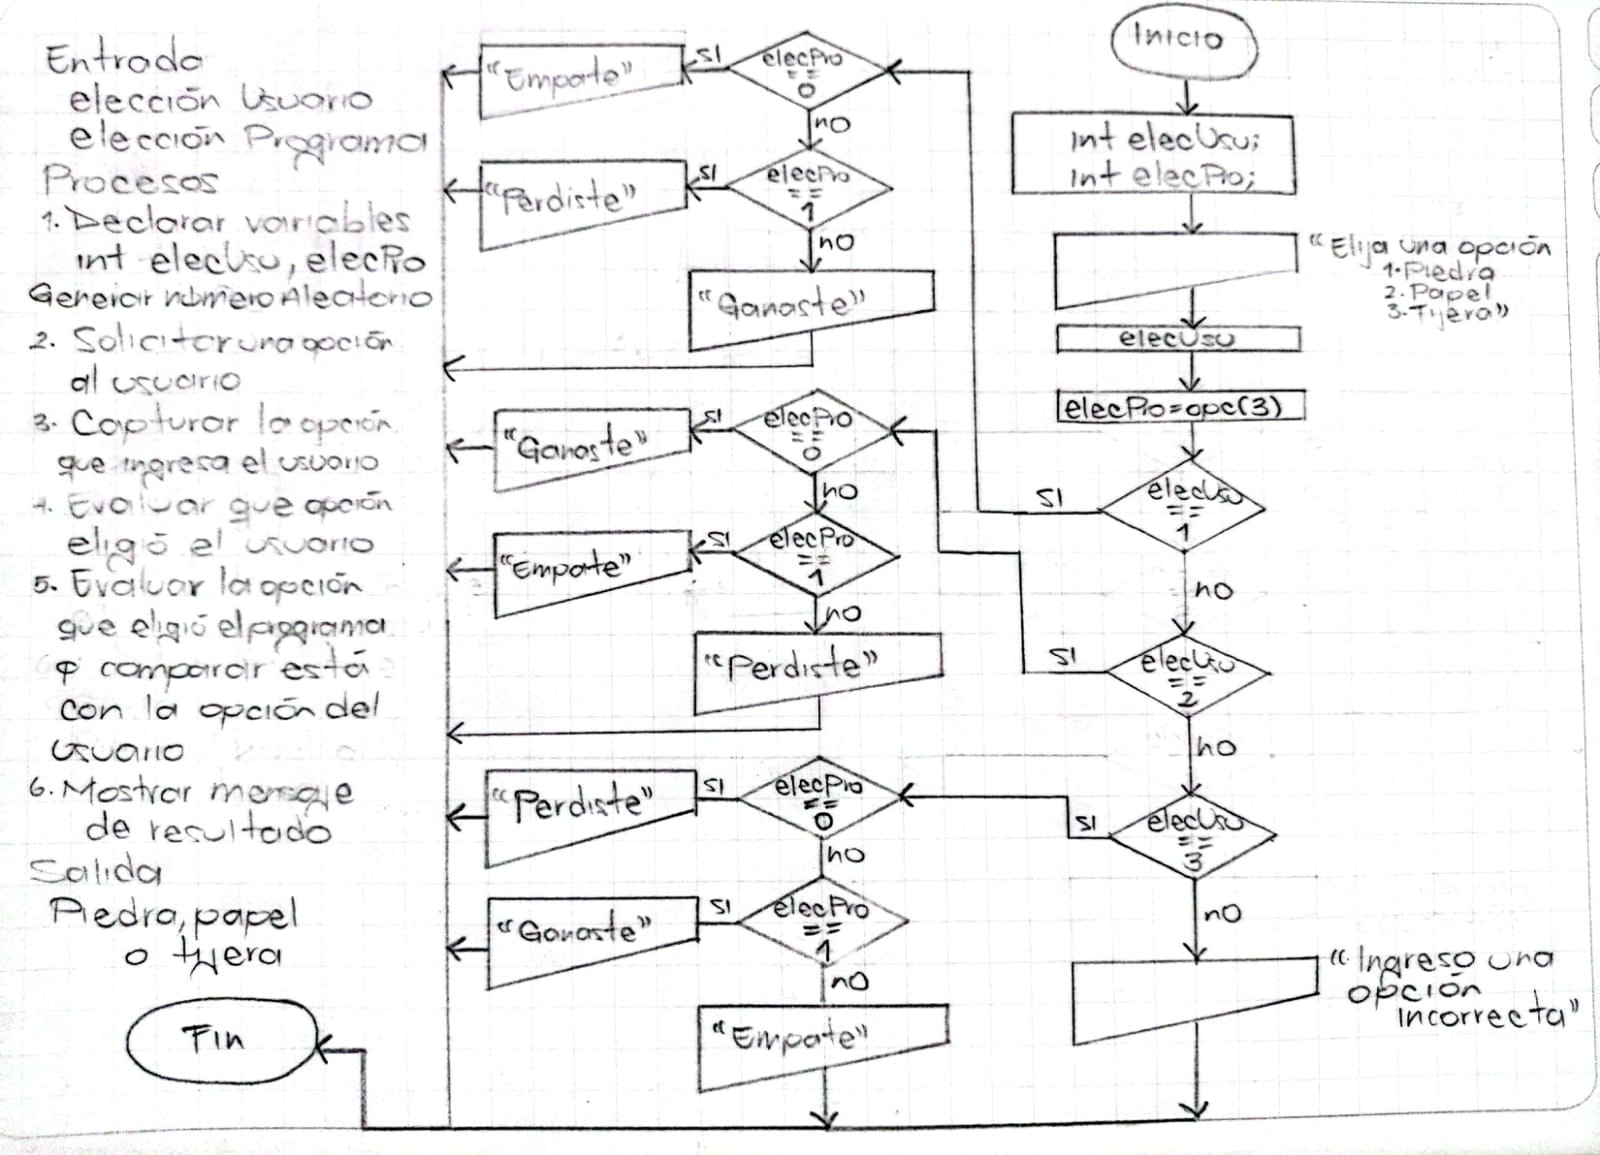 Entrada
elección Usuario
elección Programa
Procesos
1. Declarar variables
int elecUsu, elecPro
Generar número Aleatorio
2. Solicitar una opción
al usuario
3. Capturar la opción
que ingresa el usuario
4. Evaluar que opción
eligió el usuario
5. Evaluar la opción
que eligió el programa
comparar está
con la opción del
usuario
6. Mostrar mensaje
de resultado
Salida
Piedra, papel
o tijera
Fin
"Empate"
SI
elecPro
==
0
no
"Perdiste"
SI
elecPro
==
1
no
"Ganaste"
"Ganaste"
SI
elecPro
==
0
no
"Empate"
SI
elecPro
==
1
no
"Perdiste"
"Perdiste"
SI
elecPro
==
0
no
"Ganaste"
SI
elecPro
==
1
no
"Empate"
Inicio
int elecUsu;
int elecPro;
"Elija una opción
1.Piedra
2.Papel
3.Tijera"
elecUsu
elecPro=opc(3)
SI
elecUsu
==
1
no
SI
elecUsu
==
2
no
SI
elecUsu
==
3
no
"Ingreso una
opción
incorrecta"